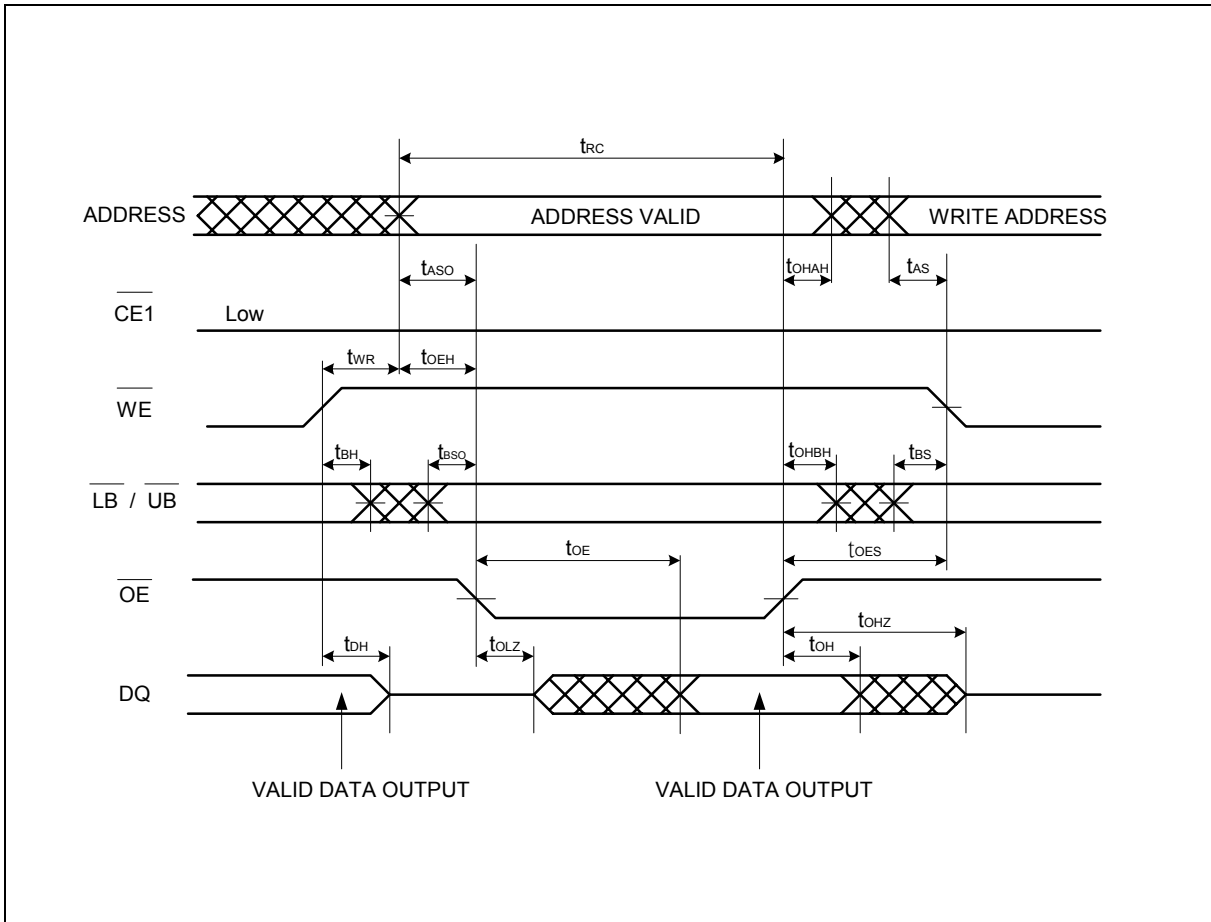 tRC
ADDRESS
ADDRESS VALID
WRITE ADDRESS
tASO
tOHAH
tAS
CE1
Low
tWR
tOEH
WE
tBH
tBSO
tOHBH
tBS
LB / UB
tOE
tOES
OE
tOHZ
tDH
tOLZ
tOH
DQ
VALID DATA OUTPUT
VALID DATA OUTPUT